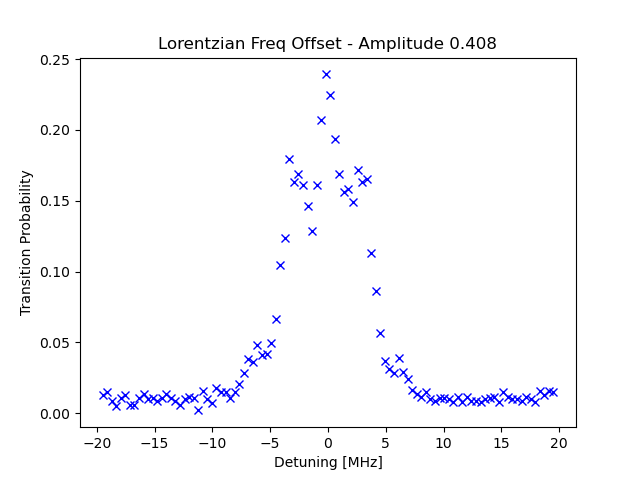 Lorentzian Freq Offset - Amplitude 0.408
Transition Probability
0.25
0.20
0.15
0.10
0.05
0.00
−20 −15 −10 −5 0 5 10 15 20
Detuning [MHz]